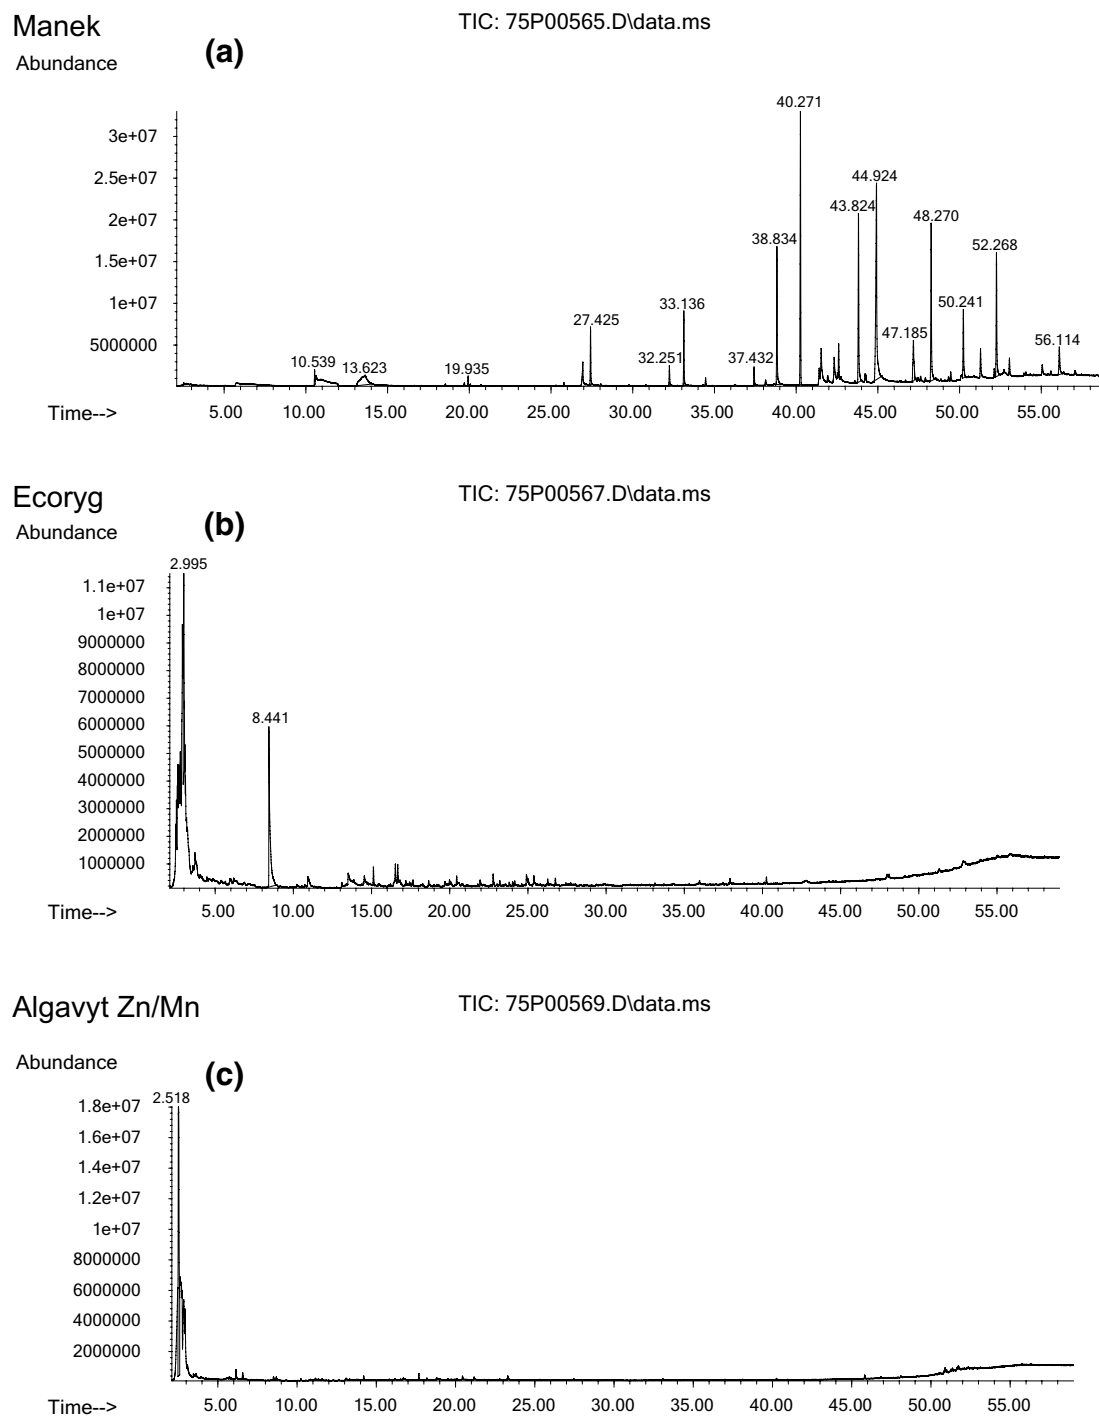 Manek
TIC: 75P00565.D\data.ms
(a)
Abundance
3e+07
2.5e+07
2e+07
1.5e+07
1e+07
5000000
10.539
13.623
19.935
27.425
32.251
33.136
37.432
38.834
40.271
43.824
44.924
47.185
48.270
50.241
52.268
56.114
Time-->
5.00 10.00 15.00 20.00 25.00 30.00 35.00 40.00 45.00 50.00 55.00
Ecoryg
TIC: 75P00567.D\data.ms
(b)
Abundance
2.995
8.441
1.1e+07
1e+07
9000000
8000000
7000000
6000000
5000000
4000000
3000000
2000000
1000000
Time-->
5.00 10.00 15.00 20.00 25.00 30.00 35.00 40.00 45.00 50.00 55.00
Algavyt Zn/Mn
TIC: 75P00569.D\data.ms
(c)
Abundance
2.518
1.8e+07
1.6e+07
1.4e+07
1.2e+07
1e+07
8000000
6000000
4000000
2000000
Time-->
5.00 10.00 15.00 20.00 25.00 30.00 35.00 40.00 45.00 50.00 55.00